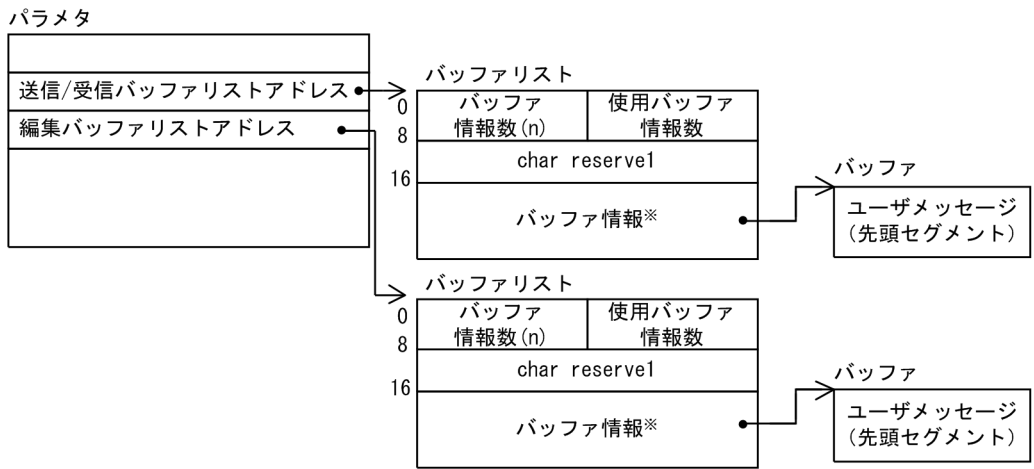 パラメタ
送信/受信バッファリストアドレス
編集バッファリストアドレス
バッファリスト
0
バッファ
情報数(n)
使用バッファ
情報数
8
char reserve1
16
バッファ情報※
バッファ
ユーザメッセージ
(先頭セグメント)
バッファリスト
0
バッファ
情報数(n)
使用バッファ
情報数
8
char reserve1
16
バッファ情報※
バッファ
ユーザメッセージ
(先頭セグメント)